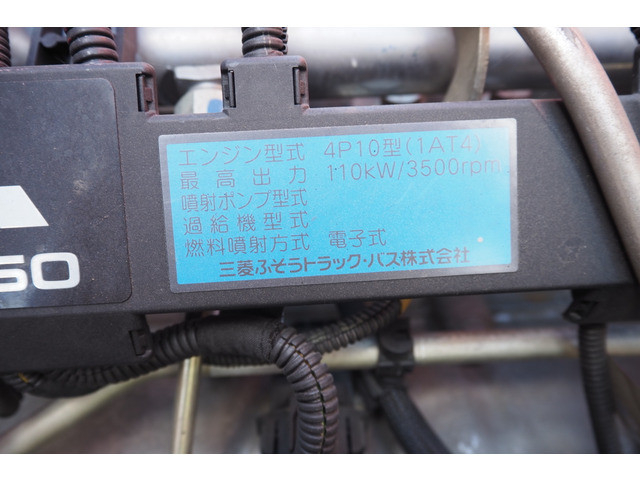 エンジン型式 4P10型(1AT4)
最高出力 110kW/3500rpm
噴射ポンプ型式
過給機型式
燃料噴射方式 電子式
三菱ふそうトラック・バス株式会社